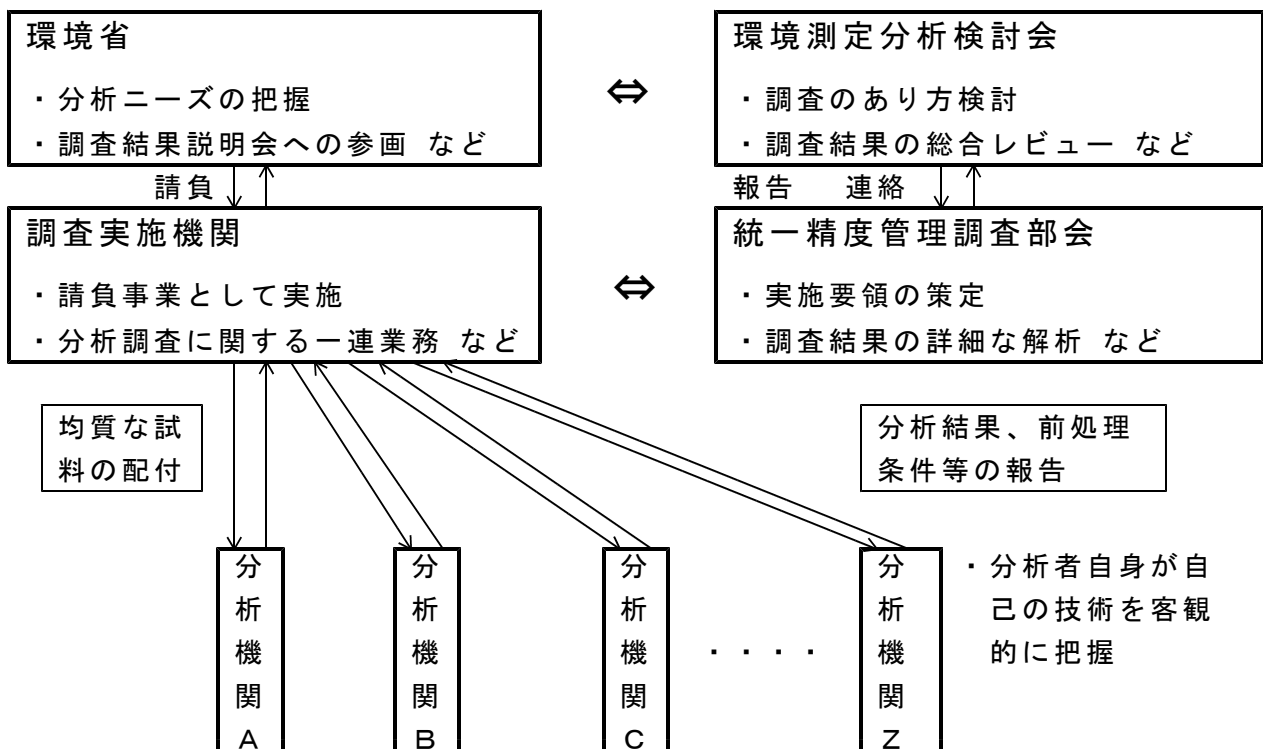 環境省
・分析ニーズの把握
・調査結果説明会への参画 など
⇔
環境測定分析検討会
・調査のあり方検討
・調査結果の総合レビュー など
請負
報告 連絡
調査実施機関
・請負事業として実施
・分析調査に関する一連業務 など
⇔
統一精度管理調査部会
・実施要領の策定
・調査結果の詳細な解析 など
均質な試
料の配付
分析結果、前処理
条件等の報告
分析機関A
分析機関B
分析機関C
・・・・
分析機関Z
・分析者自身が自
己の技術を客観
的に把握